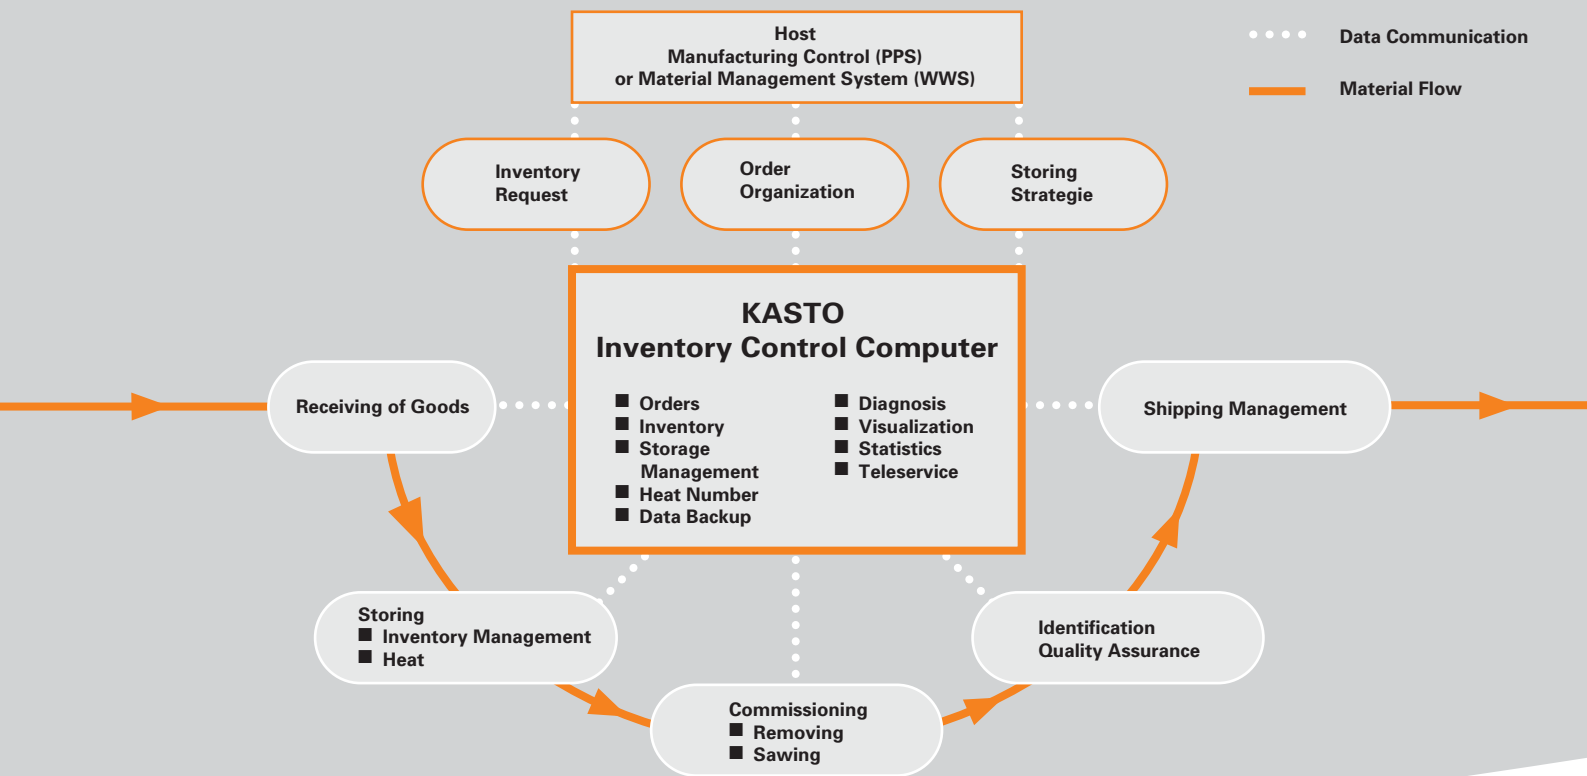 Host
Manufacturing Control (PPS)
or Material Management System (WWS)
Data Communication
Material Flow
Inventory
Request
Order
Organization
Storing
Strategie
KASTO
Inventory Control Computer
Orders
Inventory
Storage
Management
Heat Number
Data Backup
Diagnosis
Visualization
Statistics
Teleservice
Receiving of Goods
Shipping Management
Storing
Inventory Management
Heat
Identification
Quality Assurance
Commissioning
Removing
Sawing